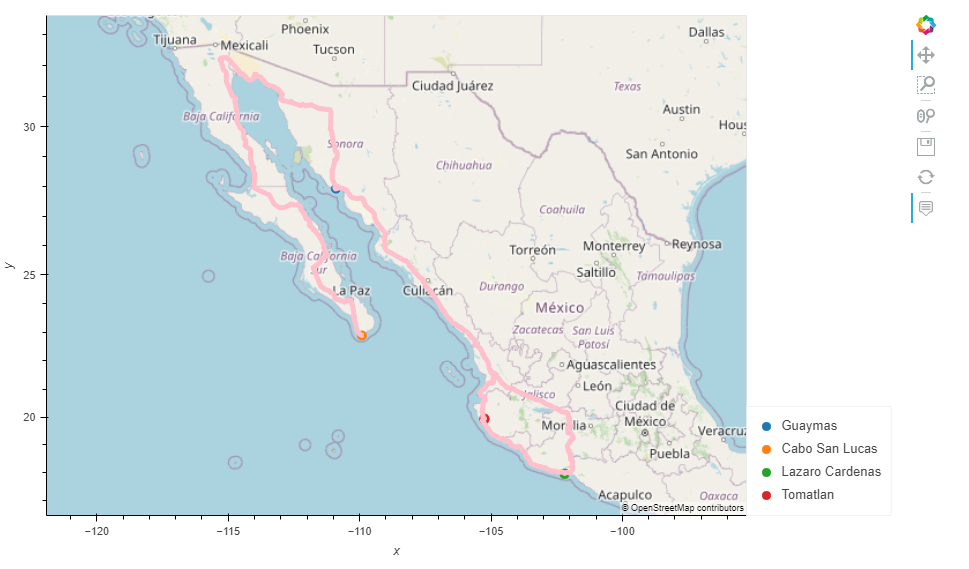 Phoenix
Dallas
Tijuana
Mexicali
Tucson
Ciudad Juárez
Texas
Austin
Baja California
30
Sonora
San Antonio
Chihuahua
Coahuila
Torreón
Monterrey
Reynosa
Baja California
Sur
25
Saltillo
Tamaulipas
La Paz
Culiacán
Durango
México
Zacatecas
San Luis
Potosí
Aguascalientes
León
Jalisco
Ciudad de
México
20
Morelia
Puebla
Acapulco
Oaxaca
© OpenStreetMap contributors
−120
−115
−110
−105
−100
x
y
Guaymas
Cabo San Lucas
Lazaro Cardenas
Tomatlan